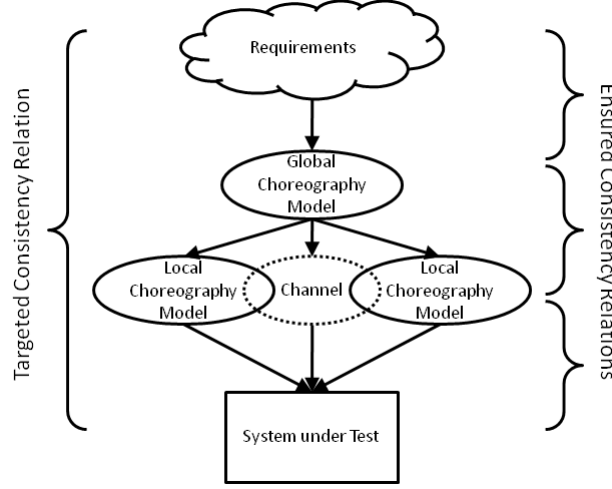 Requirements
Targeted Consistency Relation
Ensured Consistency Relations
Global
Choreography
Model
Local
Choreography
Model
Channel
Local
Choreography
Model
System under Test